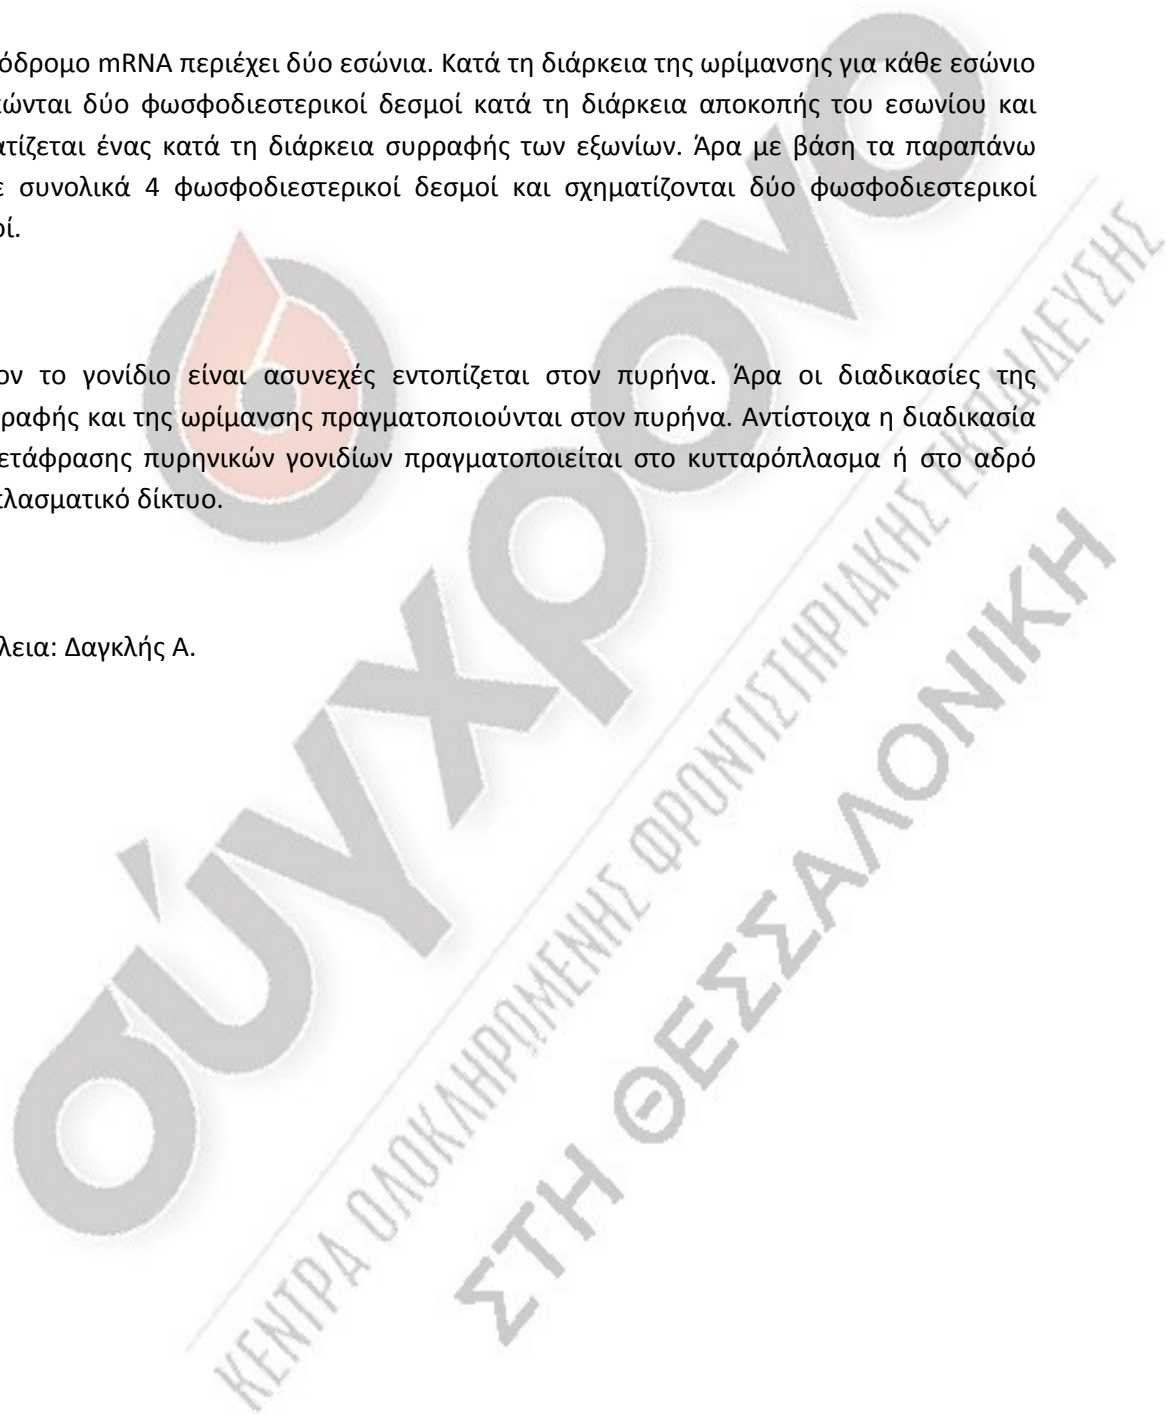 όδρομο mRNA περιέχει δύο εσώνια. Κατά τη διάρκεια της ωρίμανσης για κάθε εσώνιο
ώνται δύο φωσφοδιεστερικοί δεσμοί κατά τη διάρκεια αποκοπής του εσωνίου και
ατίζεται ένας κατά τη διάρκεια συρραφής των εξωνίων. Άρα με βάση τα παραπάνω
ε συνολικά 4 φωσφοδιεστερικοί δεσμοί και σχηματίζονται δύο φωσφοδιεστερικοί
οί.
ον το γονίδιο είναι ασυνεχές εντοπίζεται στον πυρήνα. Άρα οι διαδικασίες της
ραφής και της ωρίμανσης πραγματοποιούνται στον πυρήνα. Αντίστοιχα η διαδικασία
ετάφρασης πυρηνικών γονιδίων πραγματοποιείται στο κυτταρόπλασμα ή στο αδρό
πλασματικό δίκτυο.
λεια: Δαγκλής Α.
σύγχρονο
ΚΕΝΤΡΑ ΟΛΟΚΛΗΡΩΜΕΝΗΣ ΦΡΟΝΤΙΣΤΗΡΙΑΚΗΣ ΕΚΠΑΙΔΕΥΣΗΣ
ΣΤΗ ΘΕΣΣΑΛΟΝΙΚΗ